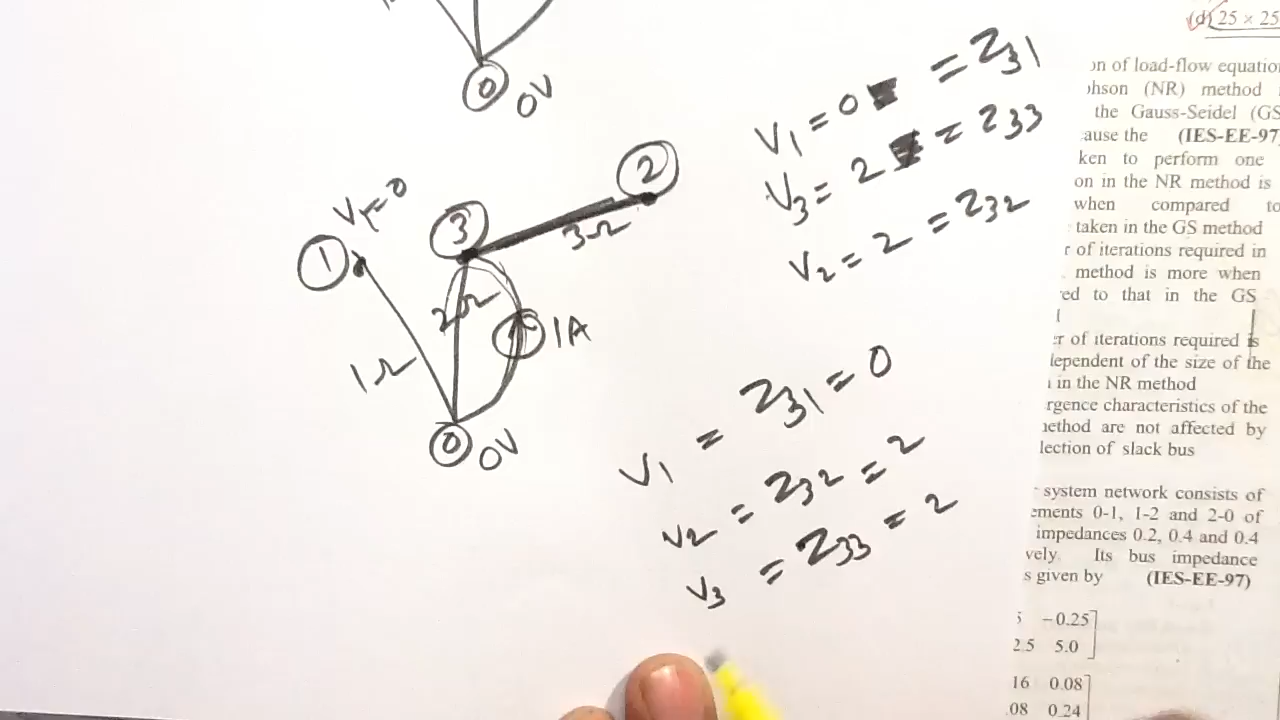 0
0V
V1 = 0 = Z31
V3 = 2 = Z33
V2 = 2 = Z32
V1=0
1
3
2
3Ω
2Ω
1A
1Ω
0
0V
V1 = Z31 = 0
V2 = Z32 = 2
V3 = Z33 = 2
(d) 25 × 25
on of load-flow equation
phson (NR) method
the Gauss-Seidel (GS
ause the (IES-EE-97
ken to perform one
on in the NR method is
when compared to
taken in the GS method
r of iterations required in
method is more when
red to that in the GS
er of iterations required is
dependent of the size of the
in the NR method
rgence characteristics of the
nethod are not affected by
lection of slack bus
system network consists of
ements 0-1, 1-2 and 2-0 of
impedances 0.2, 0.4 and 0.4
vely. Its bus impedance
s given by (IES-EE-97)
-0.25
2.5 5.0
16 0.08
08 0.24